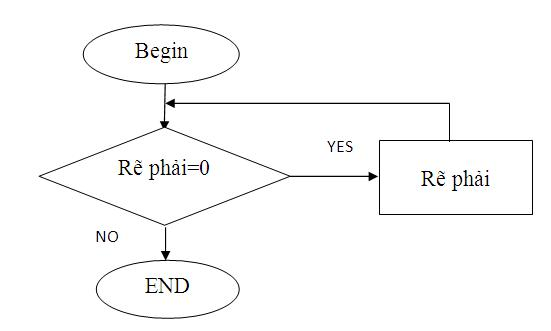 Begin
Rẽ phải=0
YES
Rẽ phải
NO
END